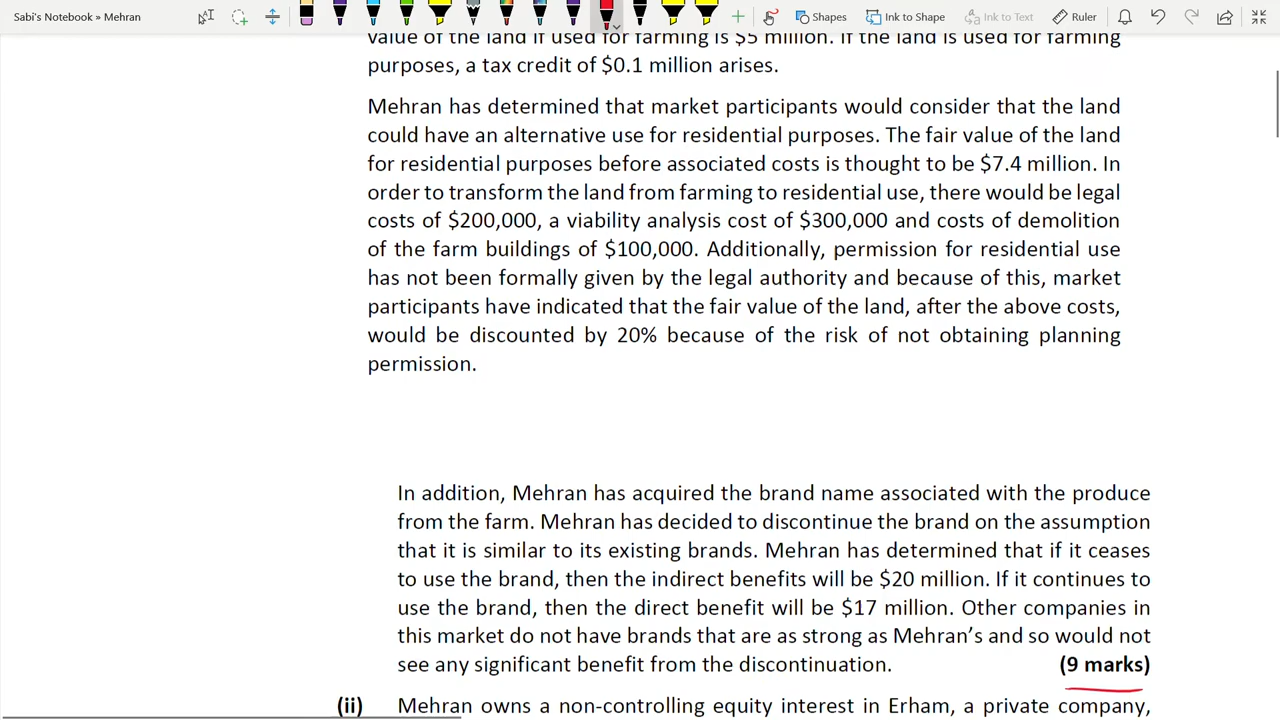 Sabi's Notebook » Mehran
Shapes
Ink to Shape
Ink to Text
Ruler
value of the land if used for farming is $5 million. If the land is used for farming
purposes, a tax credit of $0.1 million arises.
Mehran has determined that market participants would consider that the land
could have an alternative use for residential purposes. The fair value of the land
for residential purposes before associated costs is thought to be $7.4 million. In
order to transform the land from farming to residential use, there would be legal
costs of $200,000, a viability analysis cost of $300,000 and costs of demolition
of the farm buildings of $100,000. Additionally, permission for residential use
has not been formally given by the legal authority and because of this, market
participants have indicated that the fair value of the land, after the above costs,
would be discounted by 20% because of the risk of not obtaining planning
permission.
In addition, Mehran has acquired the brand name associated with the produce
from the farm. Mehran has decided to discontinue the brand on the assumption
that it is similar to its existing brands. Mehran has determined that if it ceases
to use the brand, then the indirect benefits will be $20 million. If it continues to
use the brand, then the direct benefit will be $17 million. Other companies in
this market do not have brands that are as strong as Mehran's and so would not
see any significant benefit from the discontinuation. (9 marks)
(ii) Mehran owns a non-controlling equity interest in Erham, a private company,